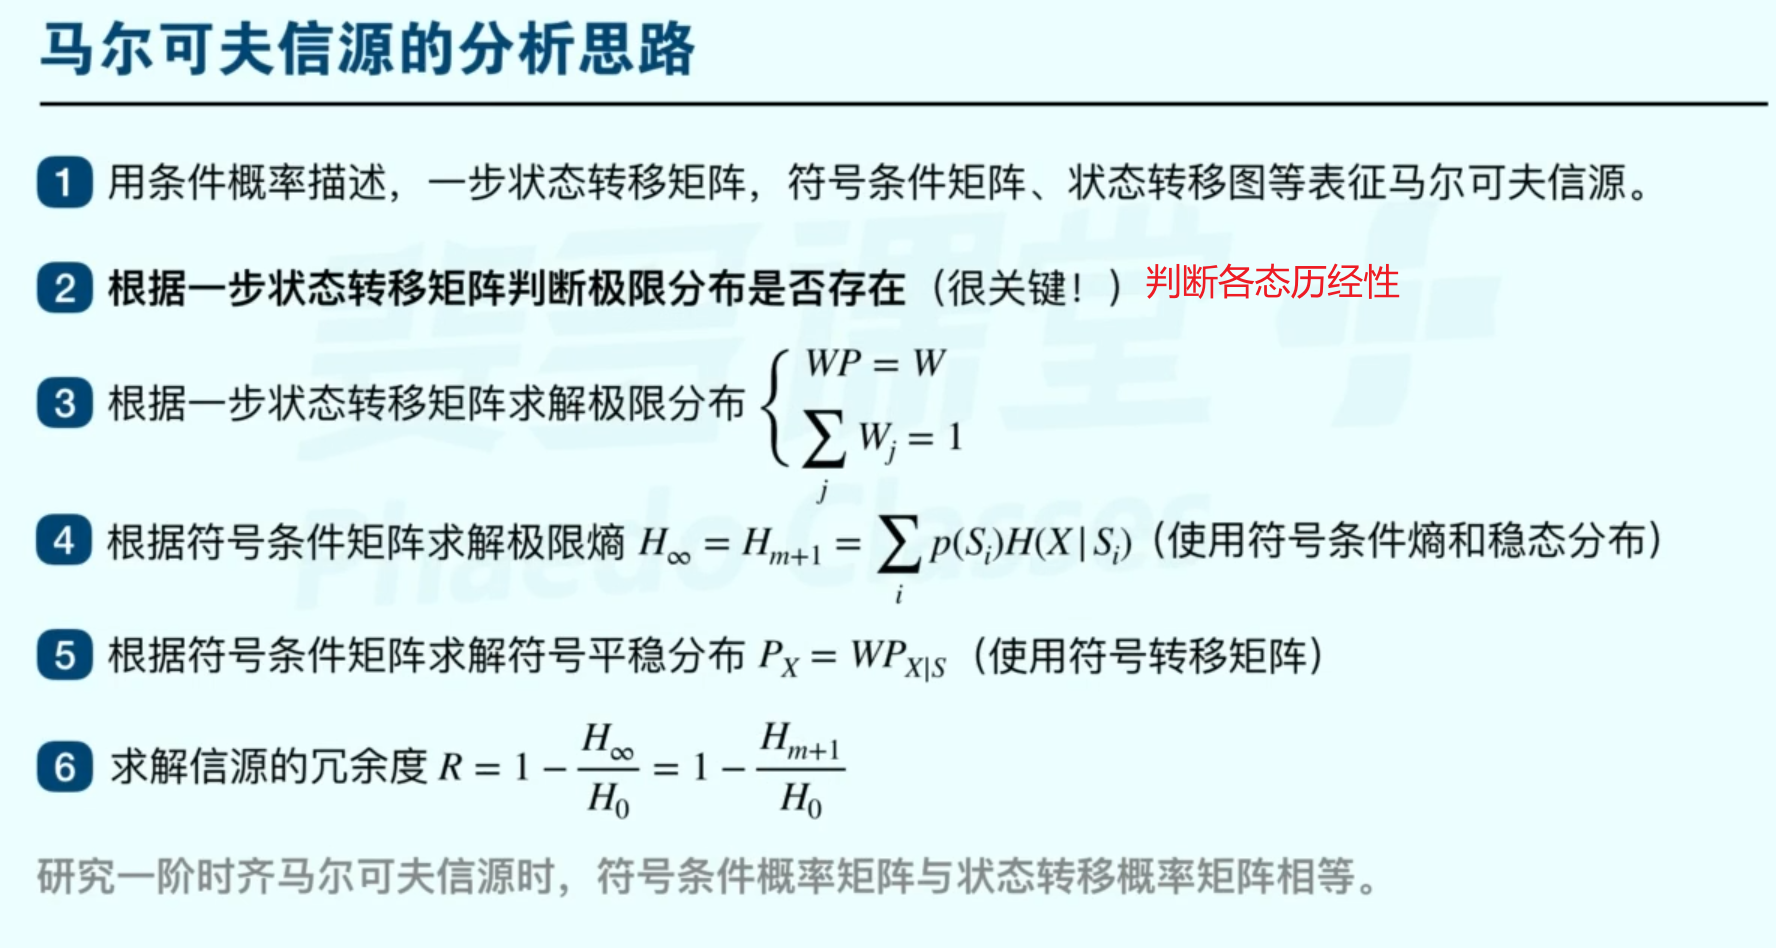 马尔可夫信源的分析思路
1 用条件概率描述，一步状态转移矩阵，符号条件矩阵、状态转移图等表征马尔可夫信源。
2 根据一步状态转移矩阵判断极限分布是否存在（很关键！） 判断各态历经性
3 根据一步状态转移矩阵求解极限分布 { WP = W
∑_j W_j = 1
4 根据符号条件矩阵求解极限熵 H_∞ = H_{m+1} = ∑_i p(S_i)H(X|S_i)（使用符号条件熵和稳态分布）
5 根据符号条件矩阵求解符号平稳分布 P_X = WP_{X|S}（使用符号转移矩阵）
6 求解信源的冗余度 R = 1 − H_∞/H_0 = 1 − H_{m+1}/H_0
研究一阶时齐马尔可夫信源时，符号条件概率矩阵与状态转移概率矩阵相等。
斐多课堂
Phaedo Classes